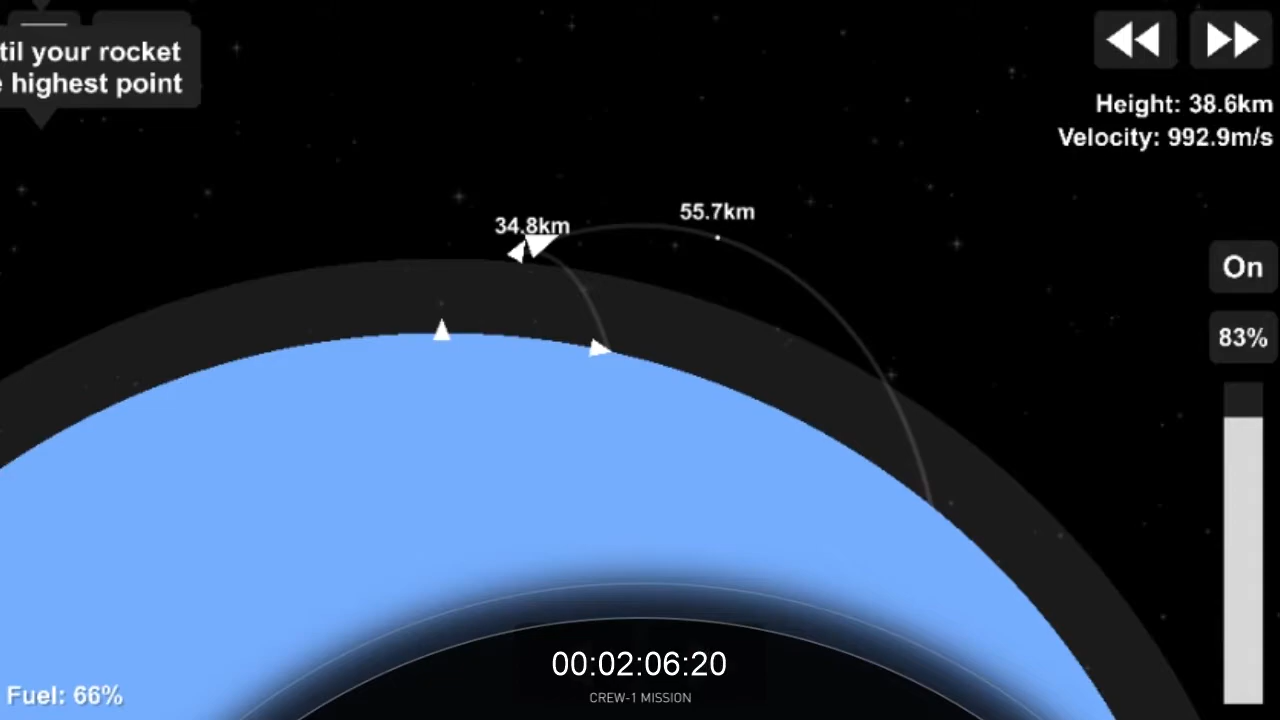 til your rocket
highest point
Height: 38.6km
Velocity: 992.9m/s
34.8km
55.7km
On
83%
00:02:06:20
CREW-1 MISSION
Fuel: 66%